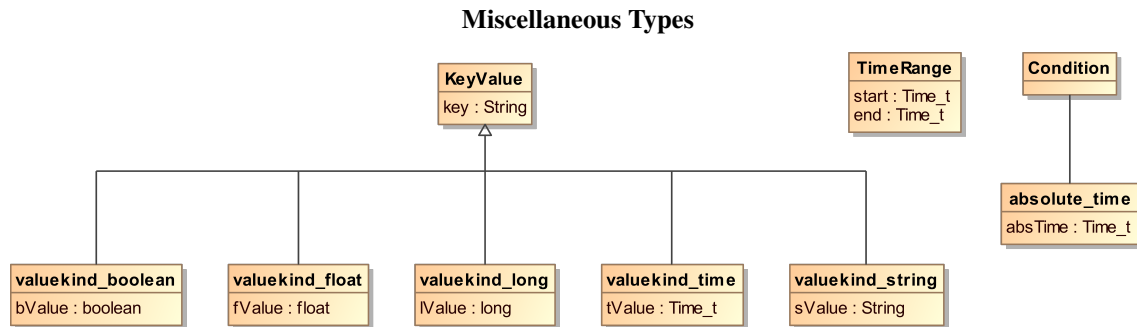 Miscellaneous Types
KeyValue
key : String
TimeRange
start : Time_t
end : Time_t
Condition
absolute_time
absTime : Time_t
valuekind_boolean
bValue : boolean
valuekind_float
fValue : float
valuekind_long
lValue : long
valuekind_time
tValue : Time_t
valuekind_string
sValue : String